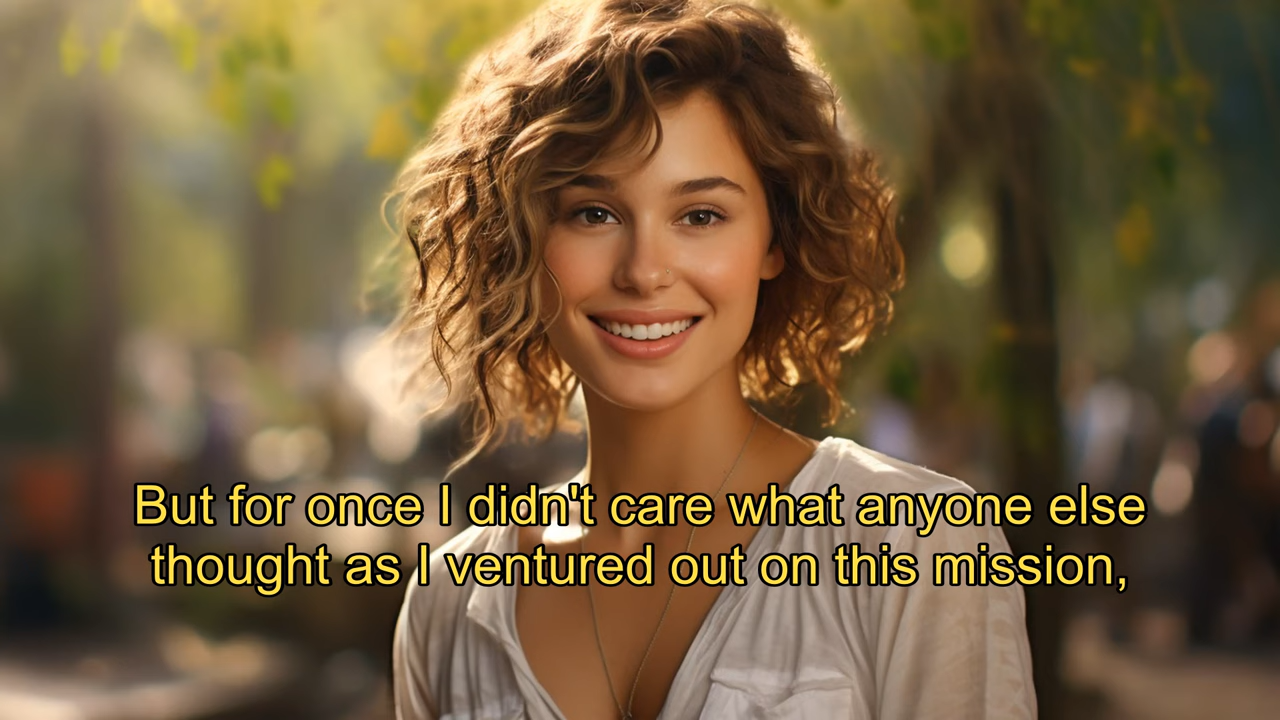 But for once I didn't care what anyone else
thought as I ventured out on this mission,